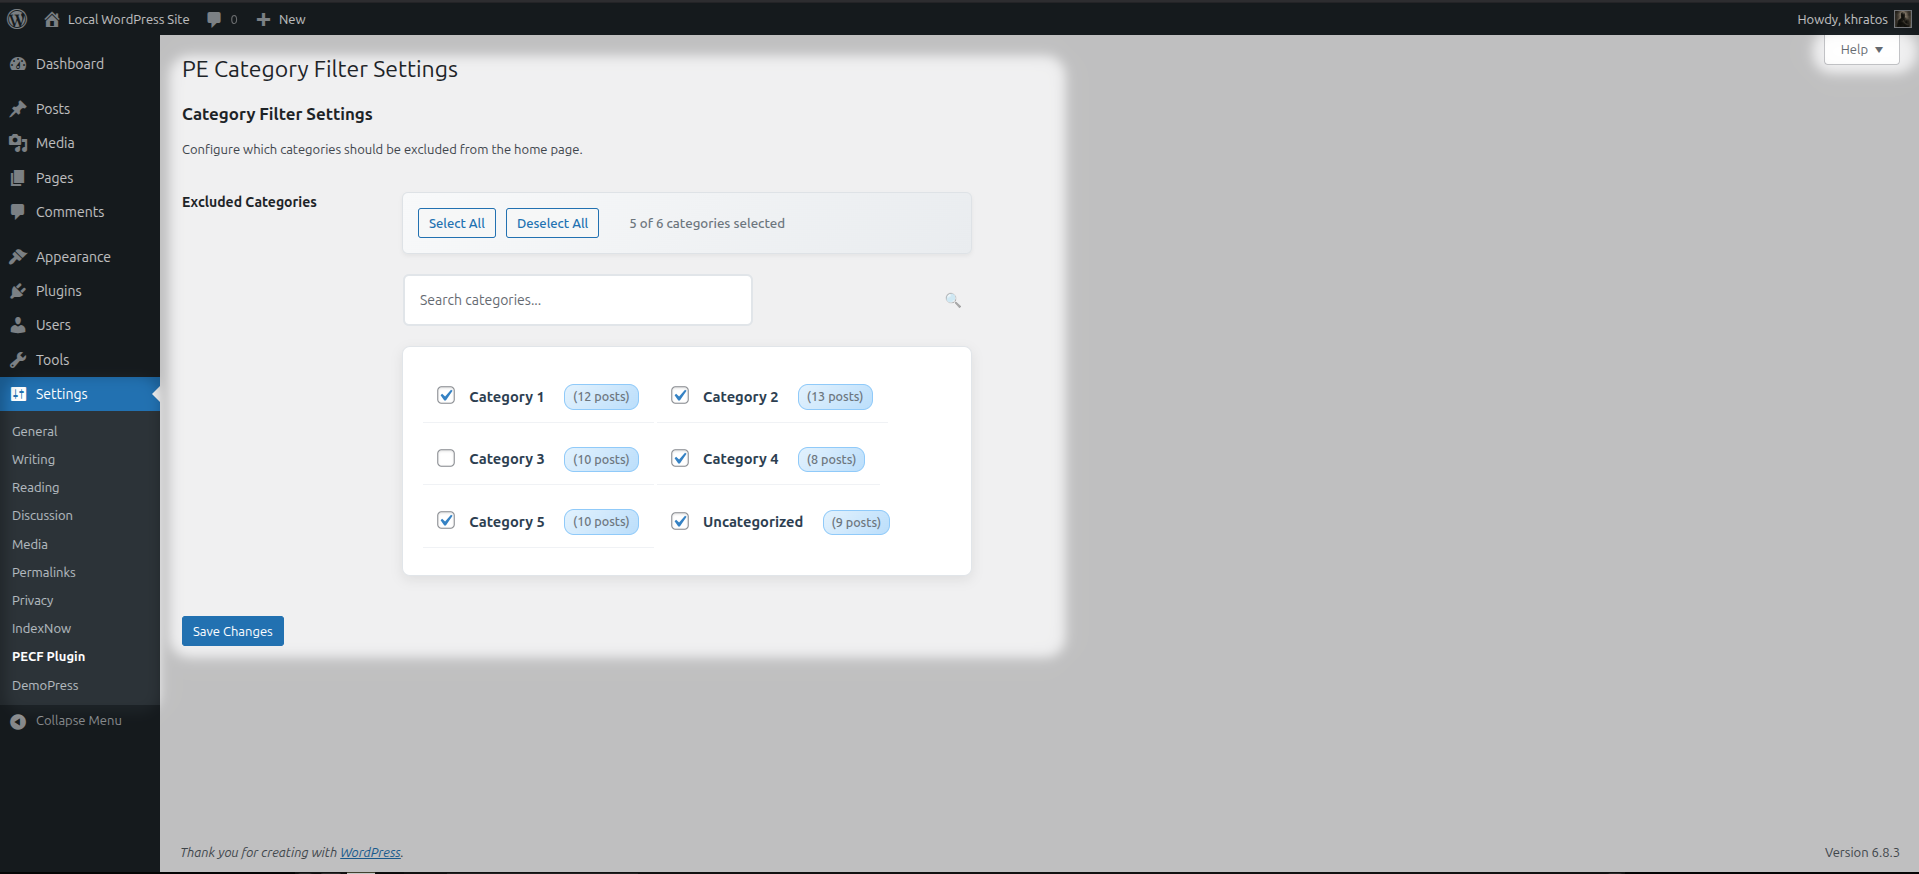 Local WordPress Site 0 New Howdy, khratos
Help
Dashboard
Posts
Media
Pages
Comments
Appearance
Plugins
Users
Tools
Settings
General
Writing
Reading
Discussion
Media
Permalinks
Privacy
IndexNow
PECF Plugin
DemoPress
Collapse Menu
PE Category Filter Settings
Category Filter Settings
Configure which categories should be excluded from the home page.
Excluded Categories
Select All Deselect All 5 of 6 categories selected
Search categories...
Category 1 (12 posts) Category 2 (13 posts)
Category 3 (10 posts) Category 4 (8 posts)
Category 5 (10 posts) Uncategorized (9 posts)
Save Changes
Thank you for creating with WordPress. Version 6.8.3